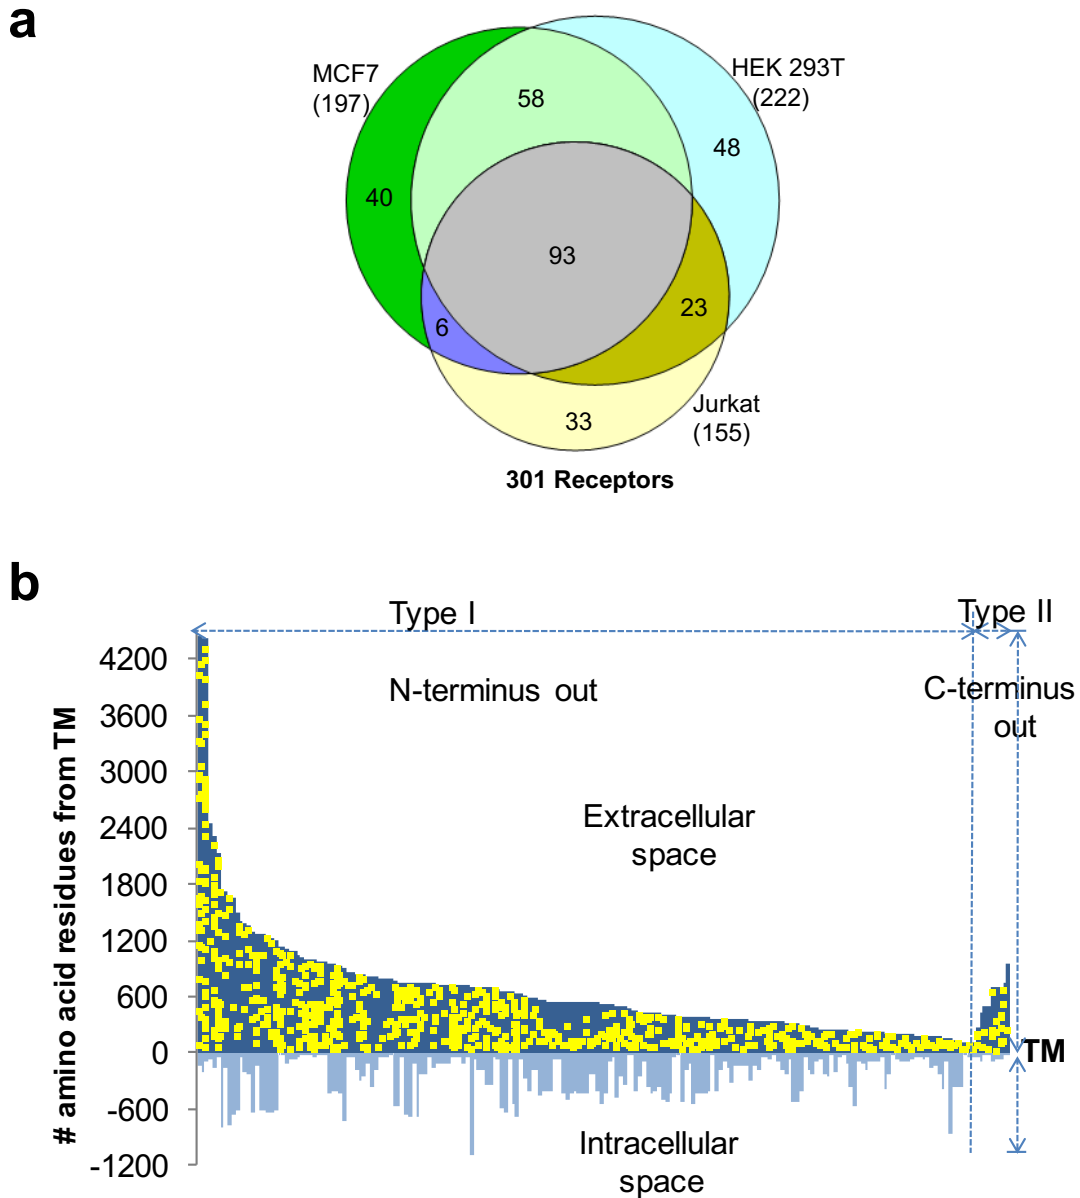 a
MCF7
(197)
HEK 293T
(222)
58
48
40
93
23
6
33
Jurkat
(155)
301 Receptors
b
Type I
Type II
4200
3600
3000
2400
1800
1200
600
0
-600
-1200
# amino acid residues from TM
N-terminus out
C-terminus
out
Extracellular
space
TM
Intracellular
space